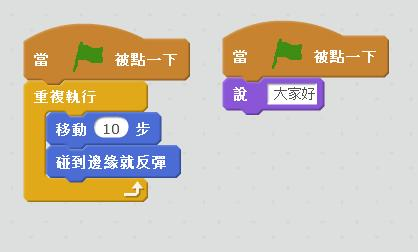 當 被點一下
重複執行
移動 10 步
碰到邊緣就反彈
當 被點一下
說 大家好